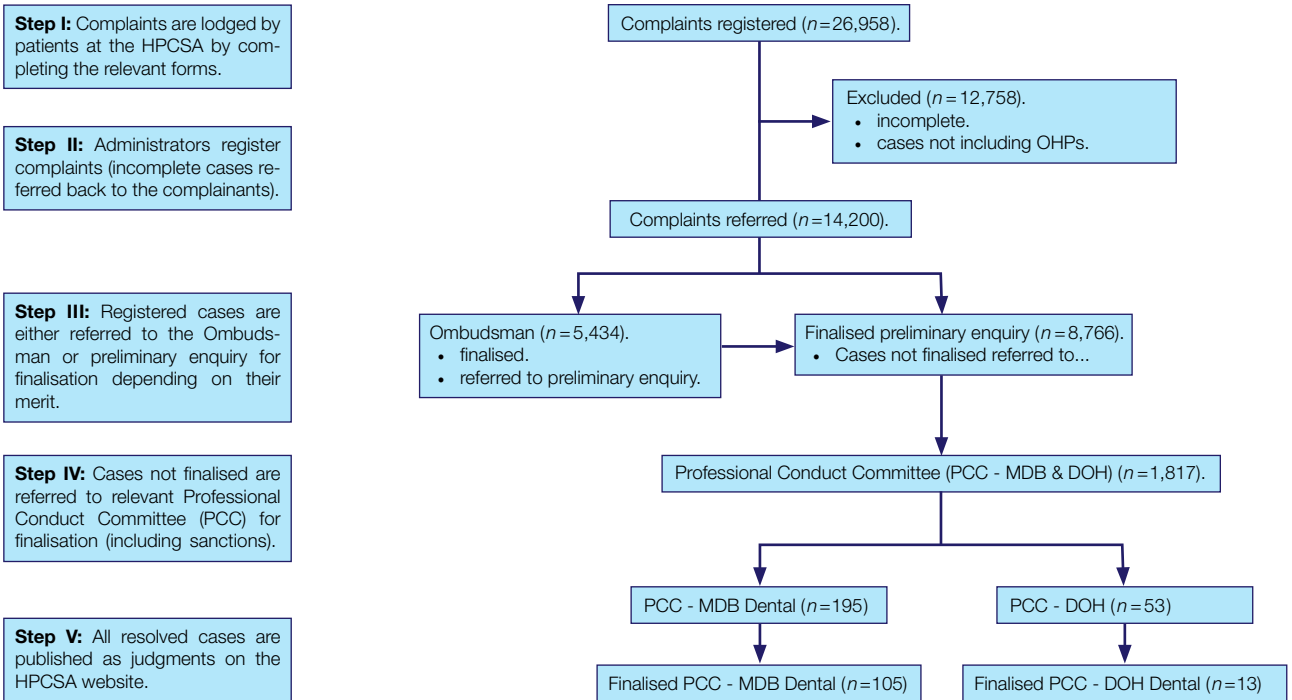 Step I: Complaints are lodged by
patients at the HPCSA by com-
pleting the relevant forms.
Step II: Administrators register
complaints (incomplete cases re-
ferred back to the complainants).
Step III: Registered cases are
either referred to the Ombuds-
man or preliminary enquiry for
finalisation depending on their
merit.
Step IV: Cases not finalised are
referred to relevant Professional
Conduct Committee (PCC) for
finalisation (including sanctions).
Step V: All resolved cases are
published as judgments on the
HPCSA website.
Complaints registered (n=26,958).
Excluded (n=12,758).
• incomplete.
• cases not including OHPs.
Complaints referred (n=14,200).
Ombudsman (n=5,434).
• finalised.
• referred to preliminary enquiry.
Finalised preliminary enquiry (n=8,766).
• Cases not finalised referred to...
Professional Conduct Committee (PCC - MDB & DOH) (n=1,817).
PCC - MDB Dental (n=195)
PCC - DOH (n=53)
Finalised PCC - MDB Dental (n=105)
Finalised PCC - DOH Dental (n=13)